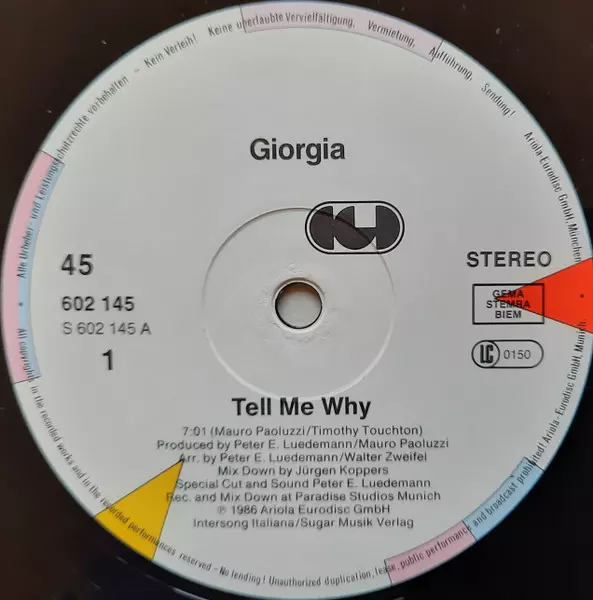 Alle Urheber- und Leistungsschutzrechte vorbehalten - Kein Verleih! Keine unerlaubte Vervielfältigung, Vermietung, Aufführung, Sendung! Ariola-Eurodisc GmbH, München
Giorgia
45
STEREO
602 145
GEMA
STEMRA
BIEM
S 602 145 A
1
LC 0150
Tell Me Why
7:01 (Mauro Paoluzzi/Timothy Touchton)
Produced by Peter E. Luedemann/Mauro Paoluzzi
Arr. by Peter E. Luedemann/Walter Zweifel
Mix Down by Jürgen Koppers
Special Cut and Sound Peter E. Luedemann
Rec. and Mix Down at Paradise Studios Munich
℗ 1986 Ariola Eurodisc GmbH
Intersong Italiana/Sugar Musik Verlag
All copyrights in the recorded works and in the recorded performances reserved - No lending! Unauthorized duplication, lease, public performance and broadcast prohibited! Ariola-Eurodisc GmbH, Munich.